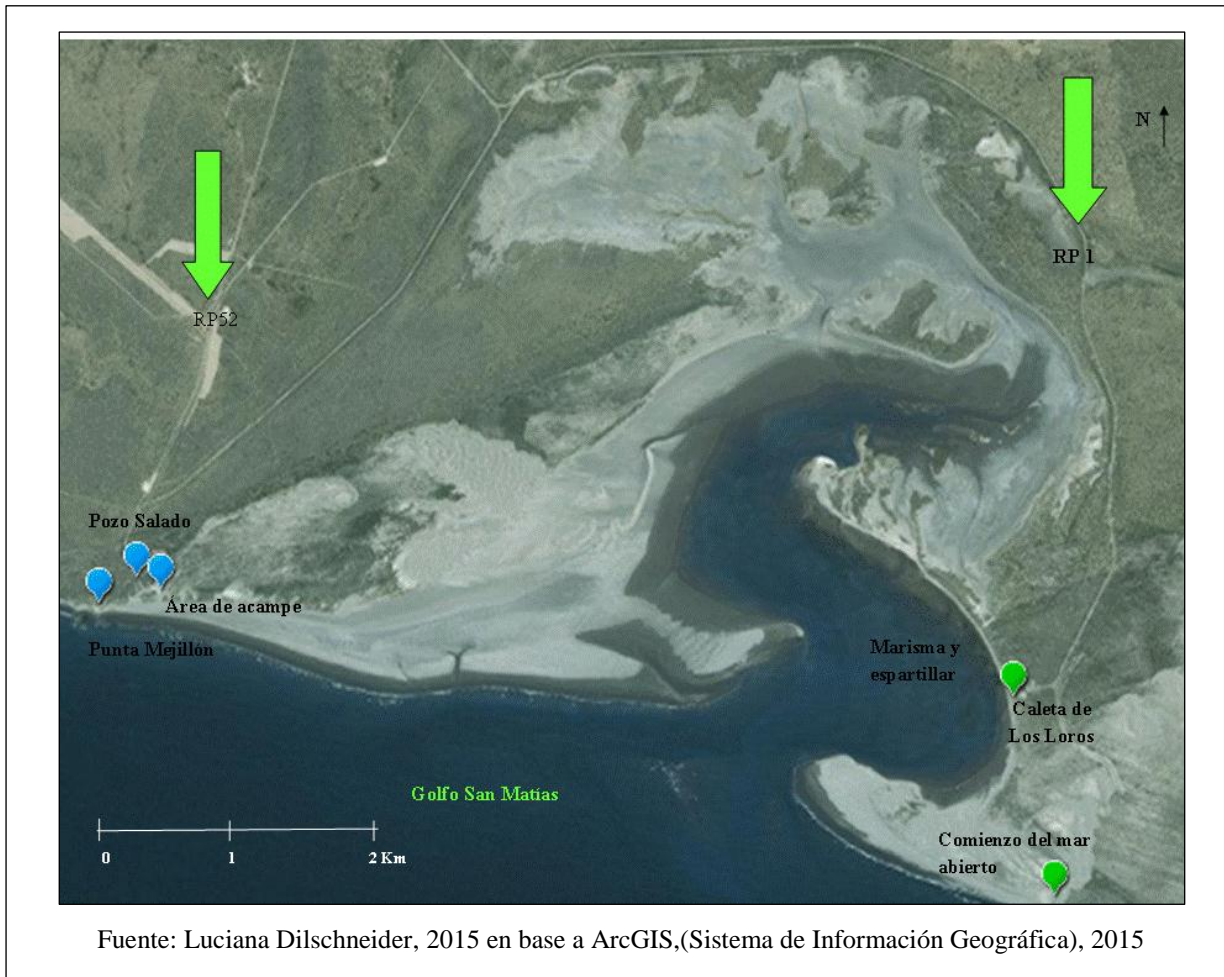 N
RP 1
RP52
Pozo Salado
Área de acampe
Punta Mejillón
Marisma y
espartillar
Caleta de
Los Loros
Golfo San Matías
Comienzo del mar
abierto
0 1 2 Km
Fuente: Luciana Dilschneider, 2015 en base a ArcGIS,(Sistema de Información Geográfica), 2015